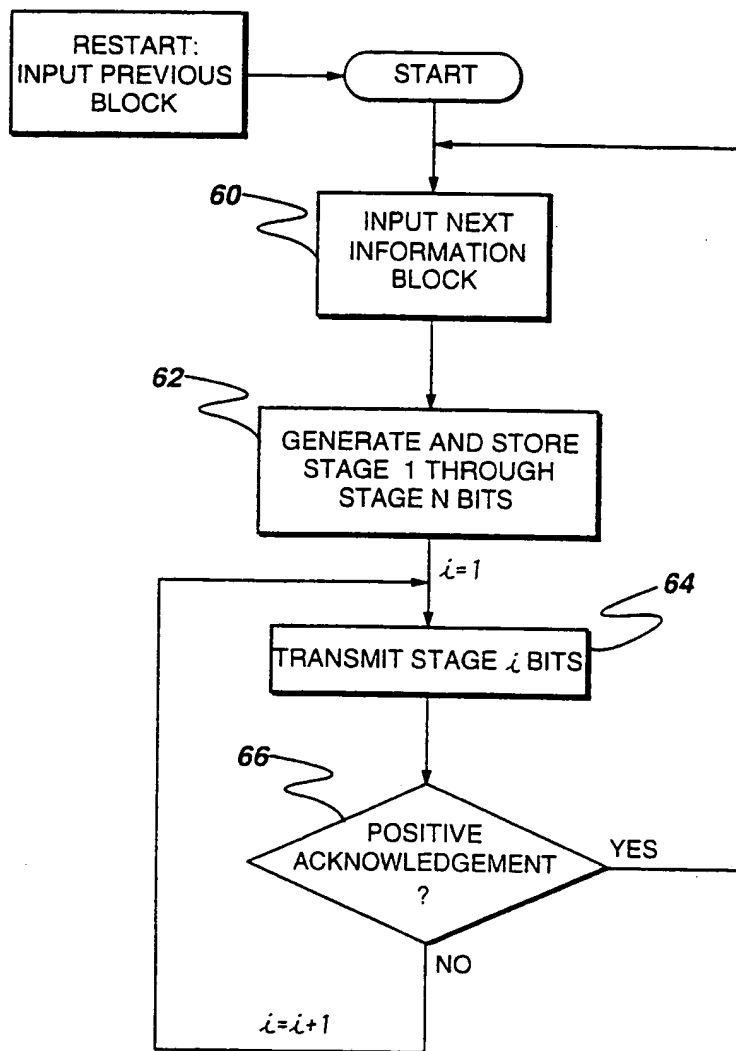 RESTART:
INPUT PREVIOUS
BLOCK
START
60
INPUT NEXT
INFORMATION
BLOCK
62
GENERATE AND STORE
STAGE 1 THROUGH
STAGE N BITS
i=1
64
TRANSMIT STAGE i BITS
66
POSITIVE
ACKNOWLEDGEMENT
?
YES
NO
i=i+1